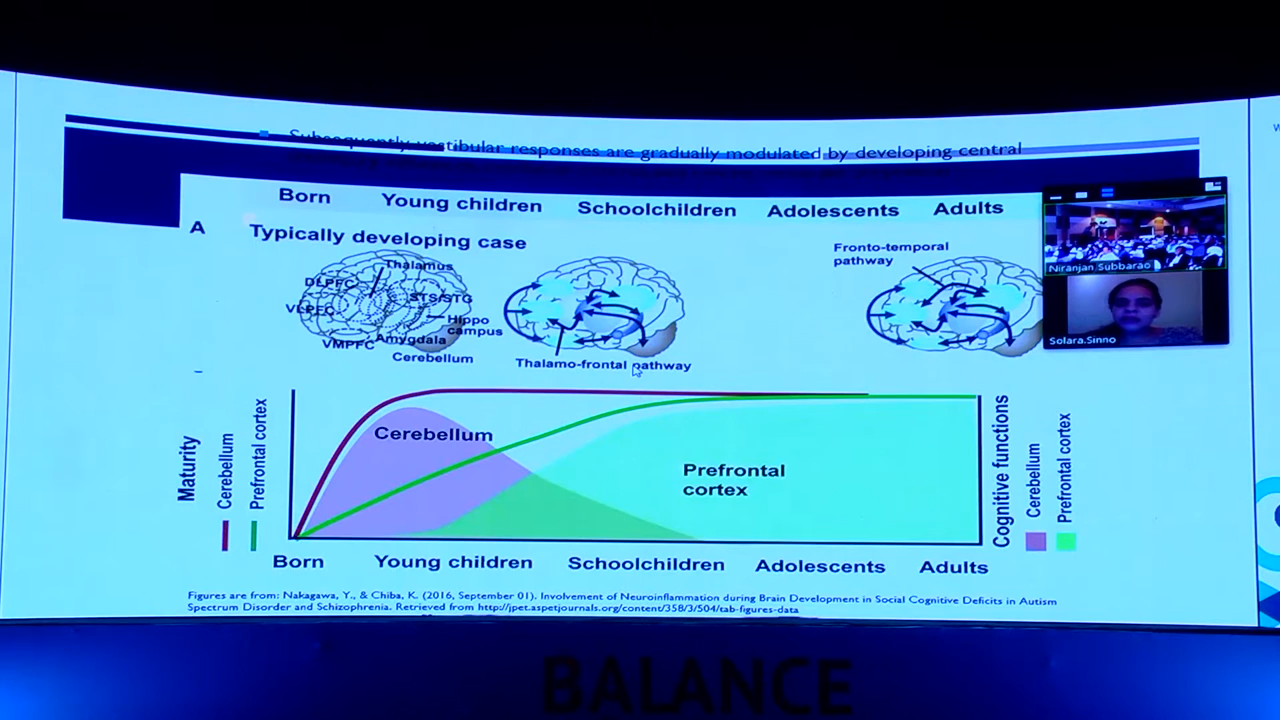 Subsequently vestibular responses are gradually modulated by developing central
Born Young children Schoolchildren Adolescents Adults
A Typically developing case
Fronto-temporal
pathway
Thalamus
DLPFC
STS/STG
VLPFC
Hippo
campus
VMPFC
Amygdala
Cerebellum
Thalamo-frontal pathway
Niranjan Subbarao
Solara.Sinno
Maturity
Cerebellum
Prefrontal cortex
Cerebellum
Prefrontal
cortex
Cognitive functions
Cerebellum
Prefrontal cortex
Born Young children Schoolchildren Adolescents Adults
Figures are from: Nakagawa, Y., & Chiba, K. (2016, September 01). Involvement of Neuroinflammation during Brain Development in Social Cognitive Deficits in Autism
Spectrum Disorder and Schizophrenia. Retrieved from http://jpet.aspetjournals.org/content/358/3/504/tab-figures-data
BALANCE